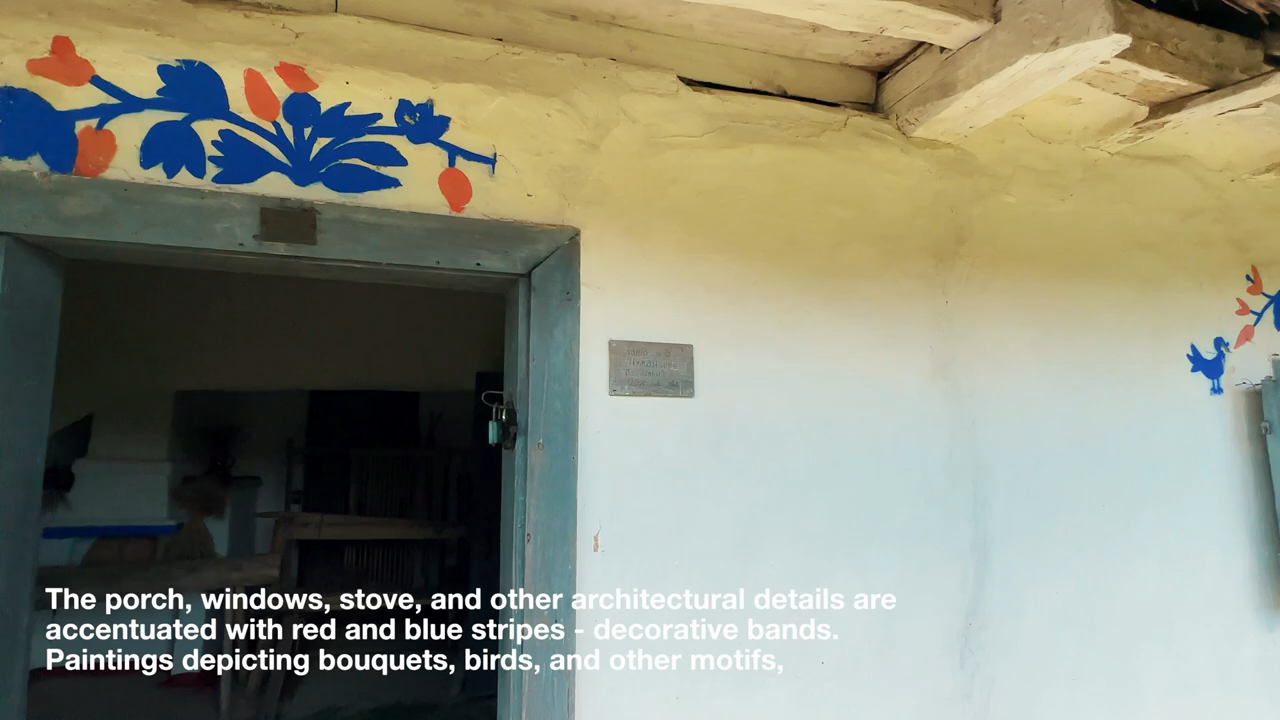 The porch, windows, stove, and other architectural details are
accentuated with red and blue stripes - decorative bands.
Paintings depicting bouquets, birds, and other motifs,